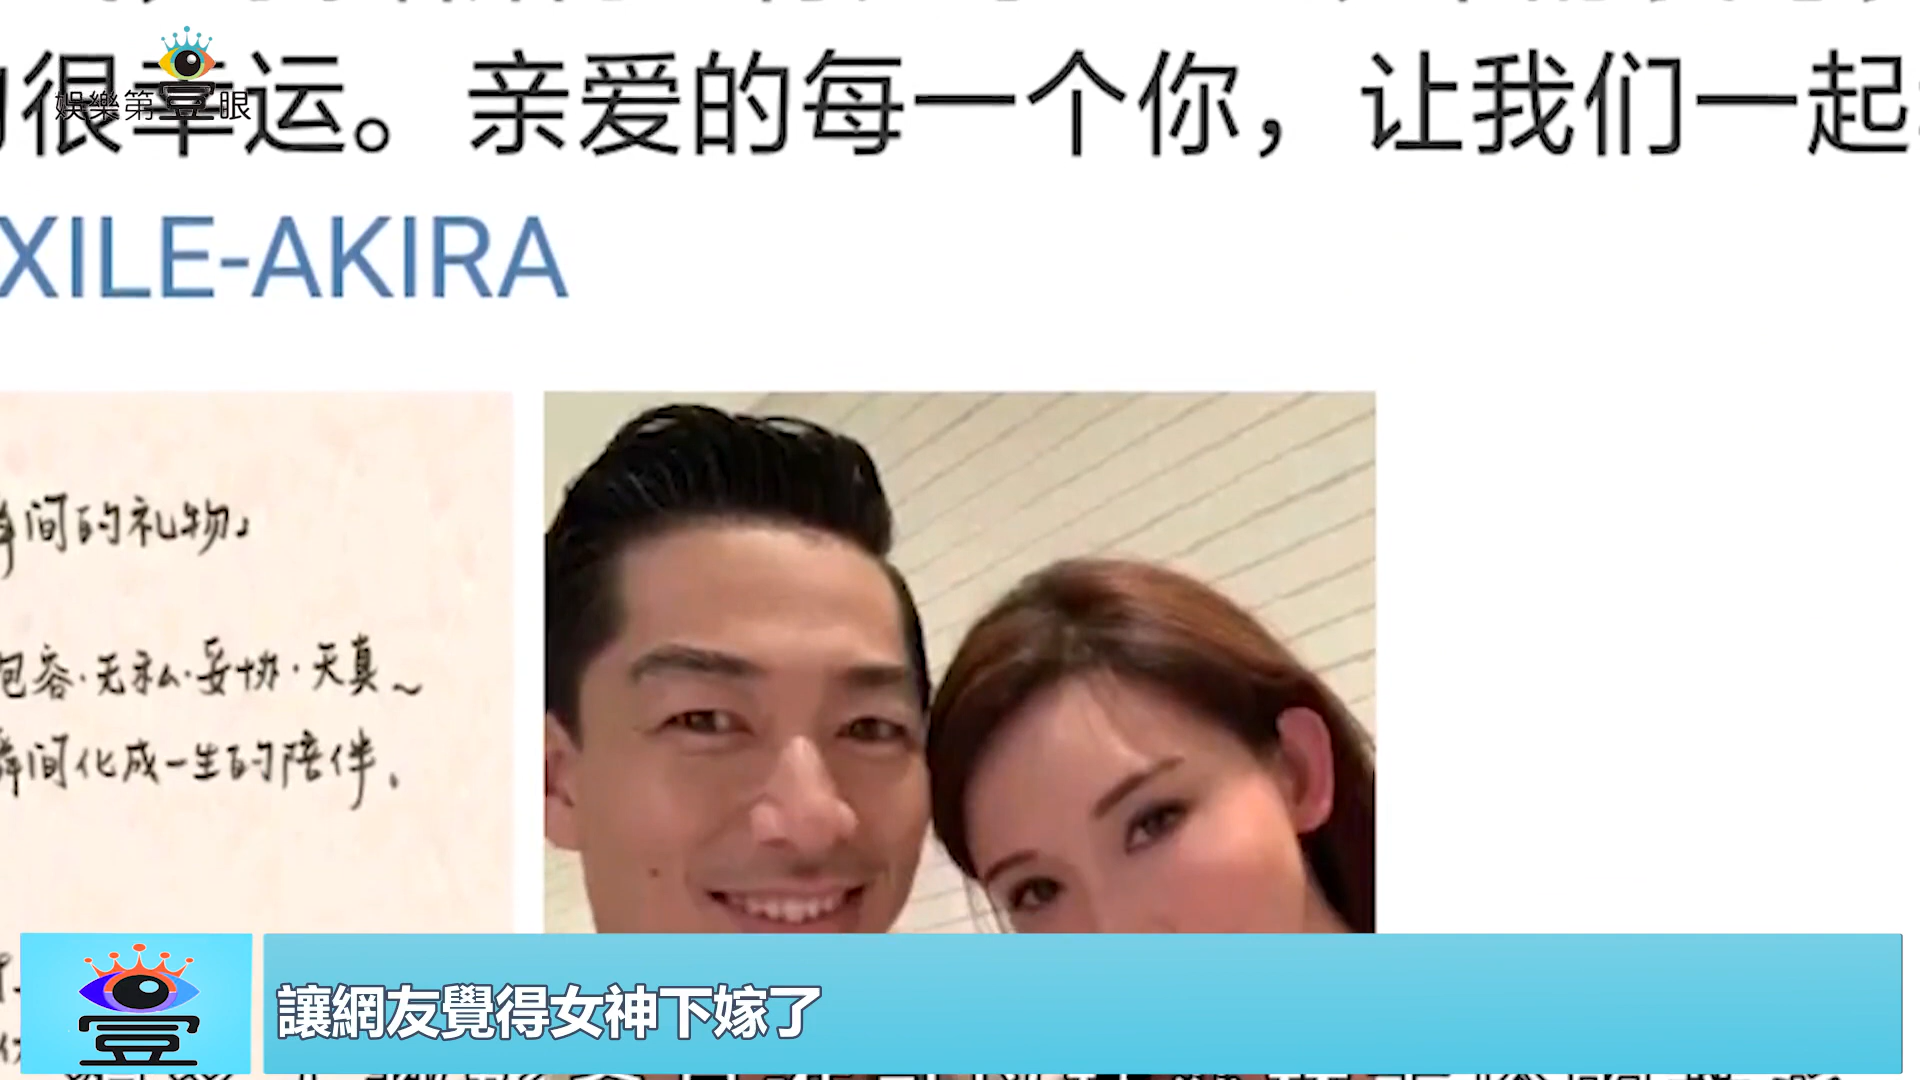 很幸运。亲爱的每一个你，让我们一起
娱樂第壹眼
XILE-AKIRA
间的礼物」
包容·无私·妥协·天真~
瞬间化成一生的陪伴。
壹
讓網友覺得女神下嫁了